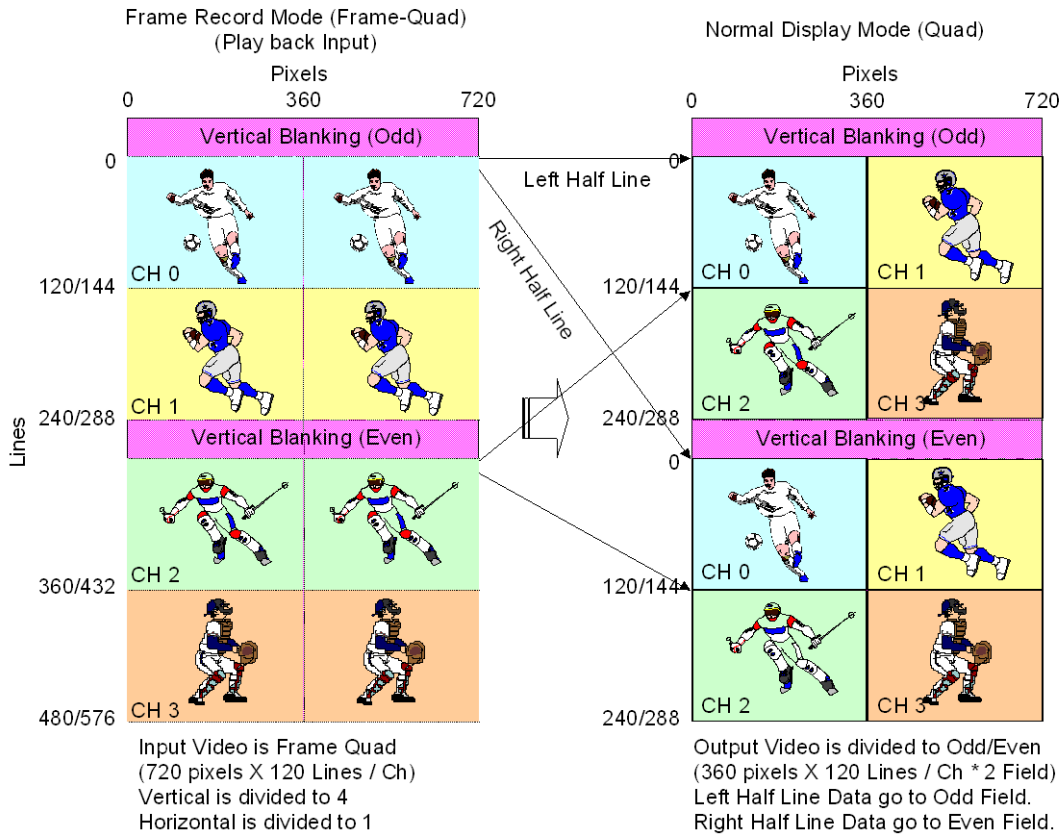 Frame Record Mode (Frame-Quad)
(Play back Input)
Pixels
0 360 720
Vertical Blanking (Odd)
0
CH 0
120/144
CH 1
240/288
Vertical Blanking (Even)
Lines
CH 2
360/432
CH 3
480/576
Input Video is Frame Quad
(720 pixels X 120 Lines / Ch)
Vertical is divided to 4
Horizontal is divided to 1
Left Half Line
Right Half Line
Normal Display Mode (Quad)
Pixels
0 360 720
Vertical Blanking (Odd)
0
CH 0 CH 1
120/144
CH 2 CH 3
240/288
Vertical Blanking (Even)
0
CH 0 CH 1
120/144
CH 2 CH 3
240/288
Output Video is divided to Odd/Even
(360 pixels X 120 Lines / Ch * 2 Field)
Left Half Line Data go to Odd Field.
Right Half Line Data go to Even Field.